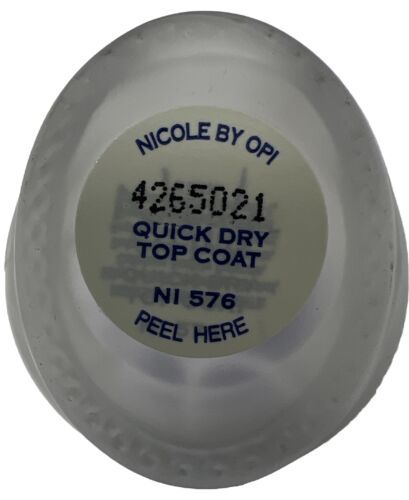 NICOLE BY OPI
4265021
QUICK DRY
TOP COAT
NI 576
PEEL HERE